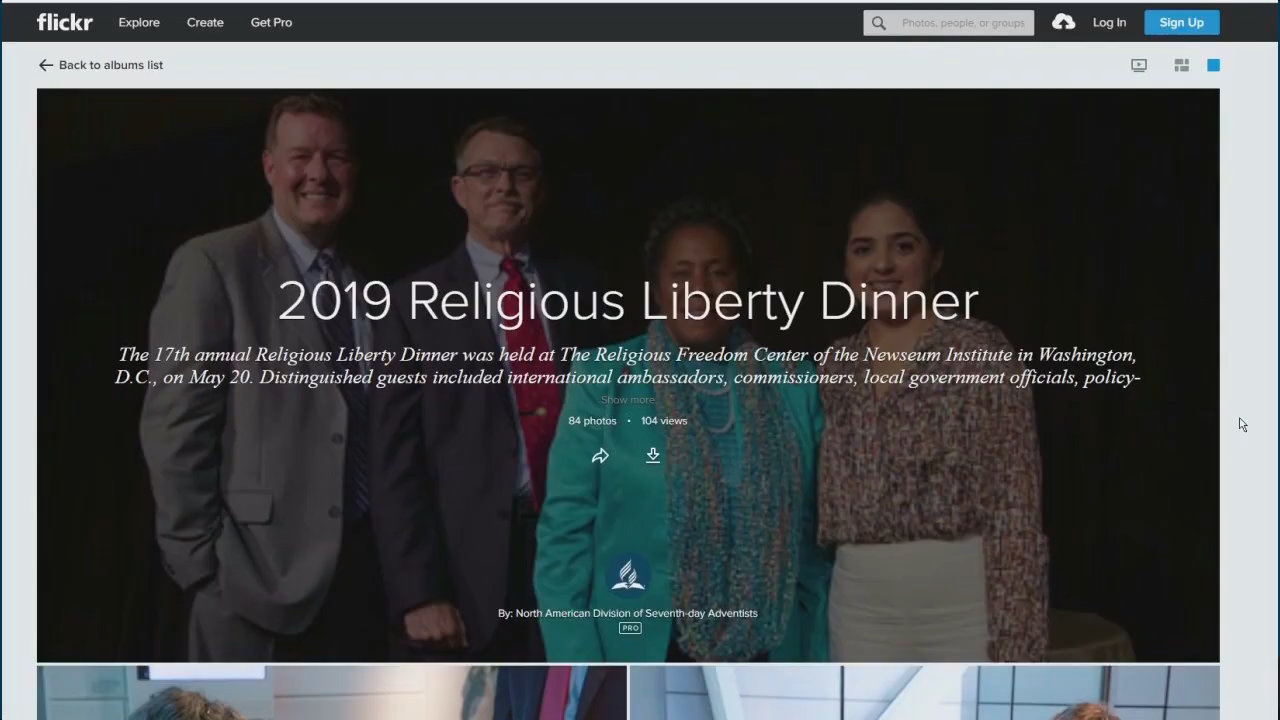 flickr Explore Create Get Pro Photos, people, or groups Log In Sign Up
Back to albums list
2019 Religious Liberty Dinner
The 17th annual Religious Liberty Dinner was held at The Religious Freedom Center of the Newseum Institute in Washington,
D.C., on May 20. Distinguished guests included international ambassadors, commissioners, local government officials, policy-
Show more
84 photos • 104 views
By: North American Division of Seventh-day Adventists
PRO